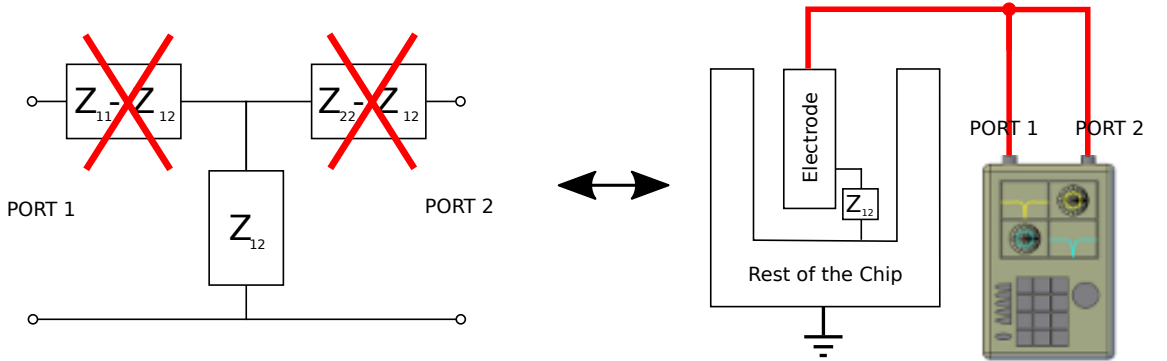 Z11-Z12
Z22-Z12
Z12
PORT 1
PORT 2
Electrode
Z12
Rest of the Chip
PORT 1
PORT 2